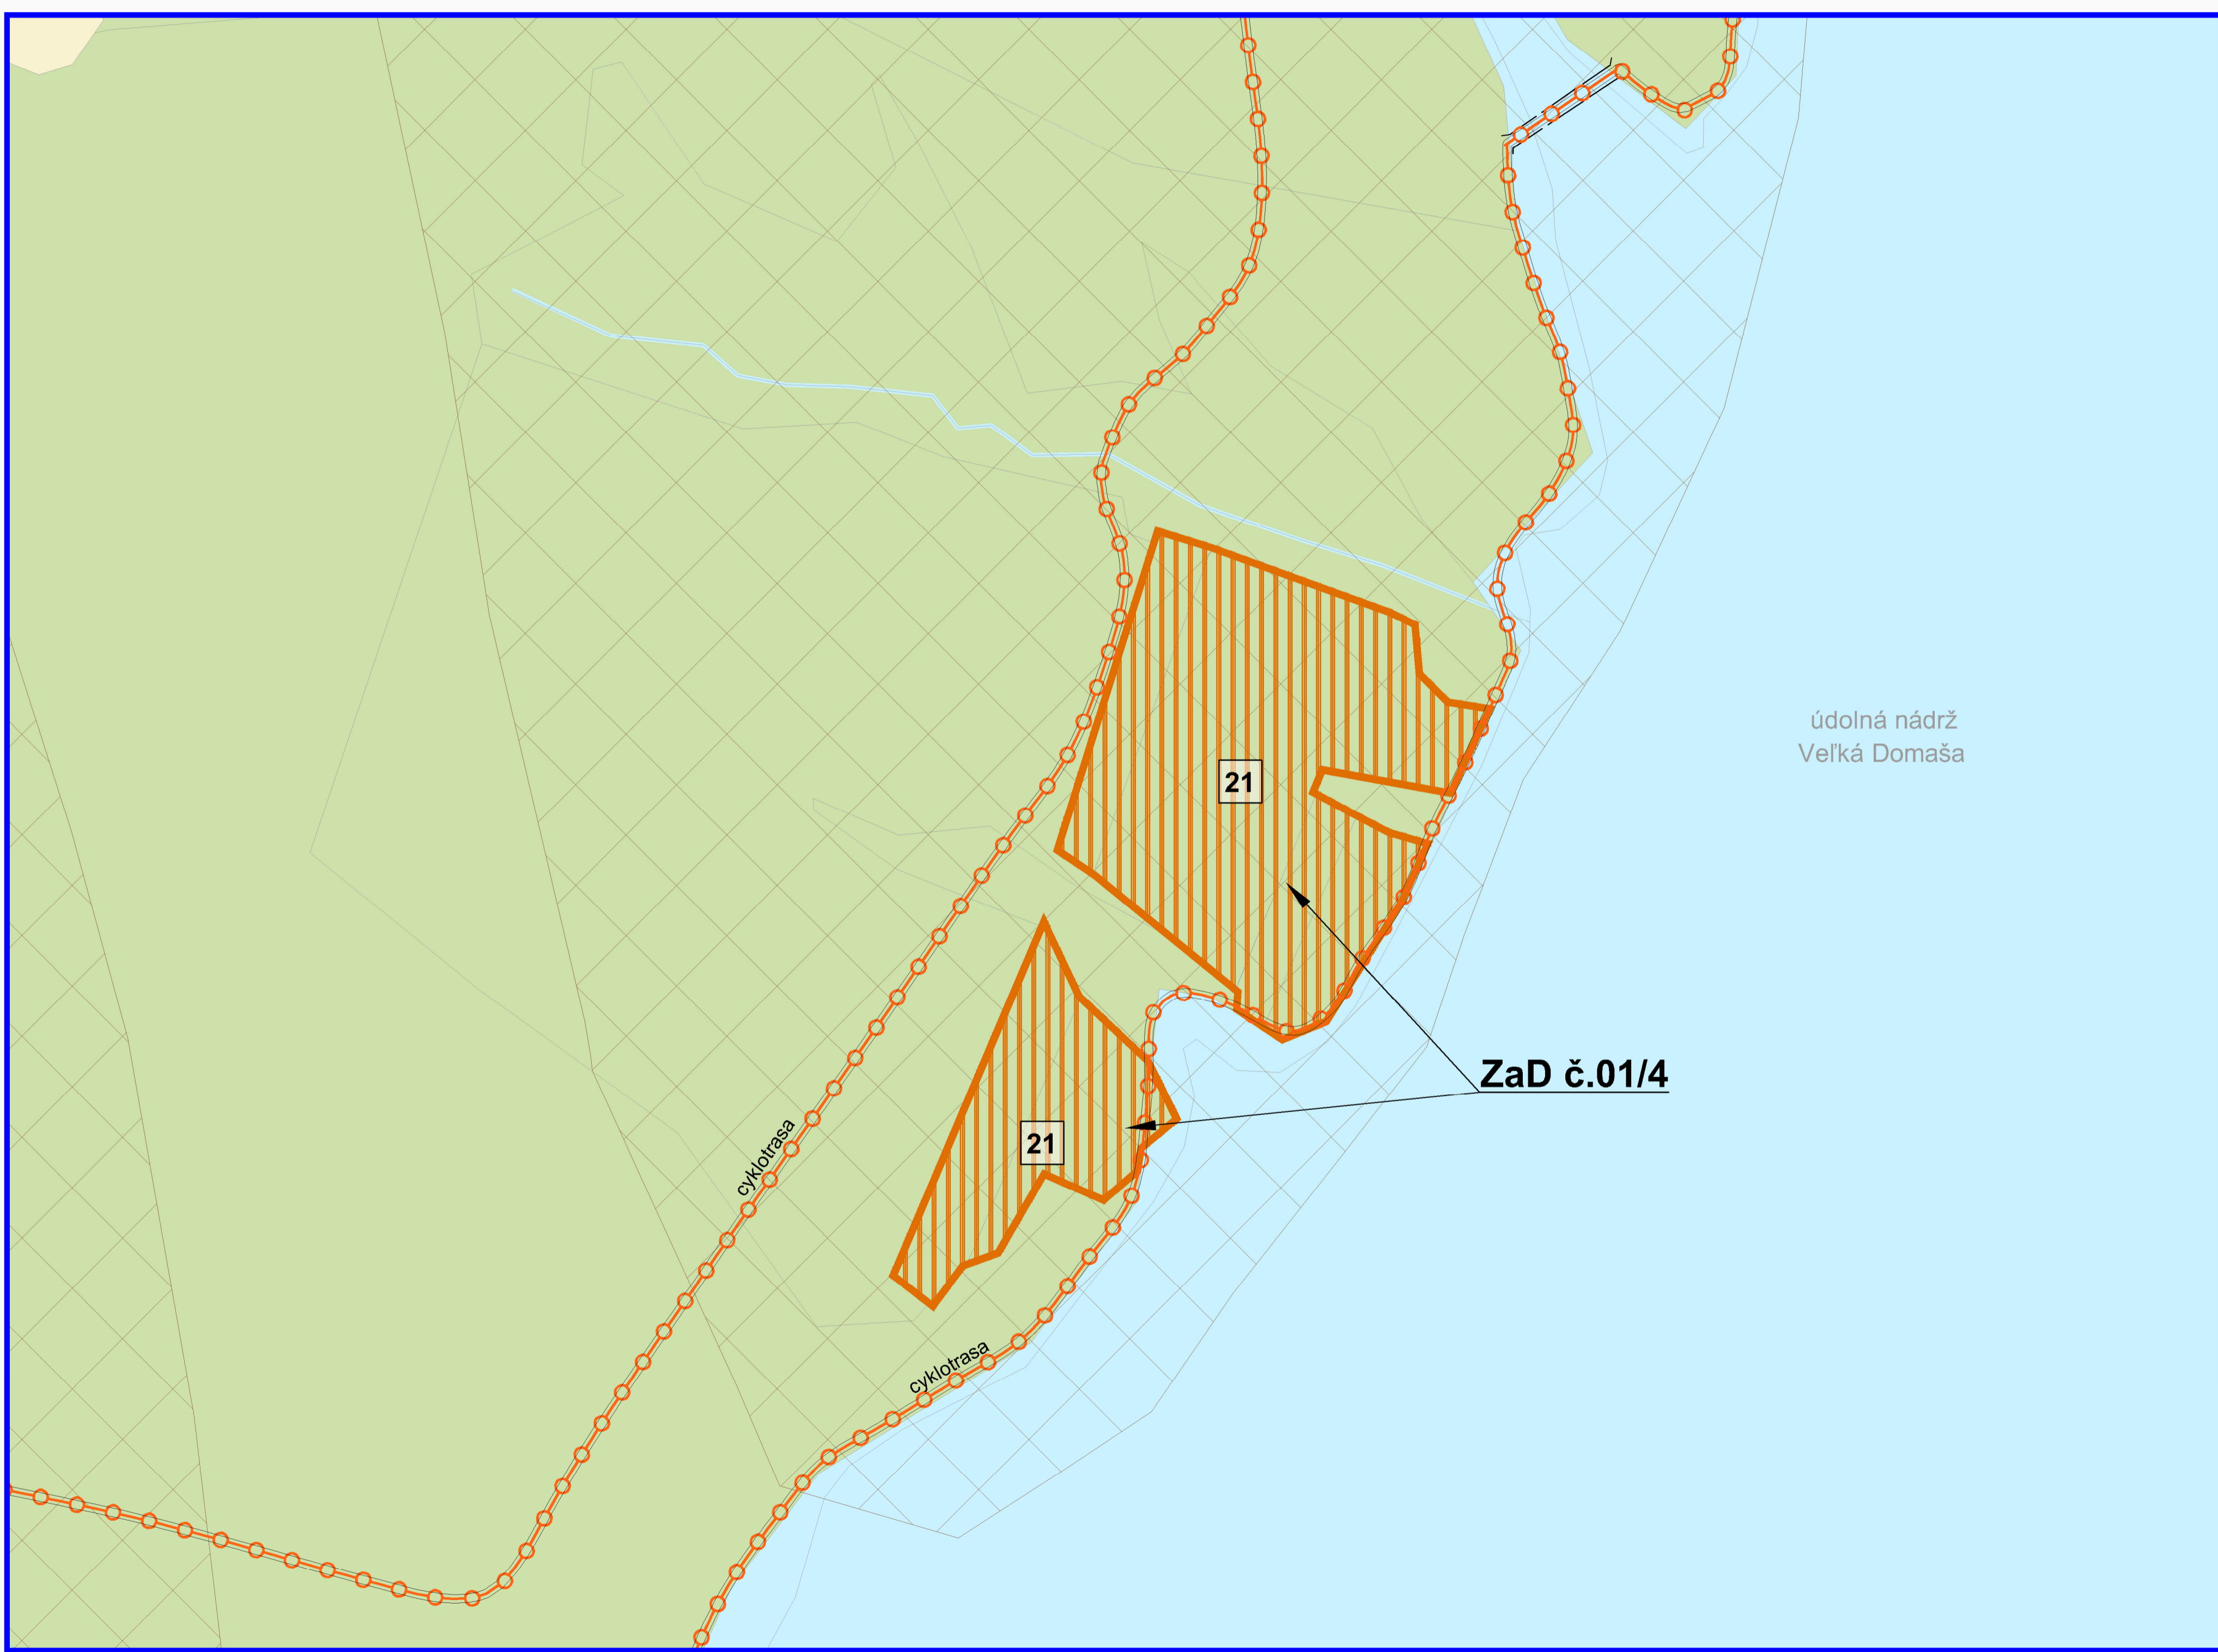 údolná nádrž
Veľká Domaša
21
ZaD č.01/4
21
cyklotrasa
cyklotrasa